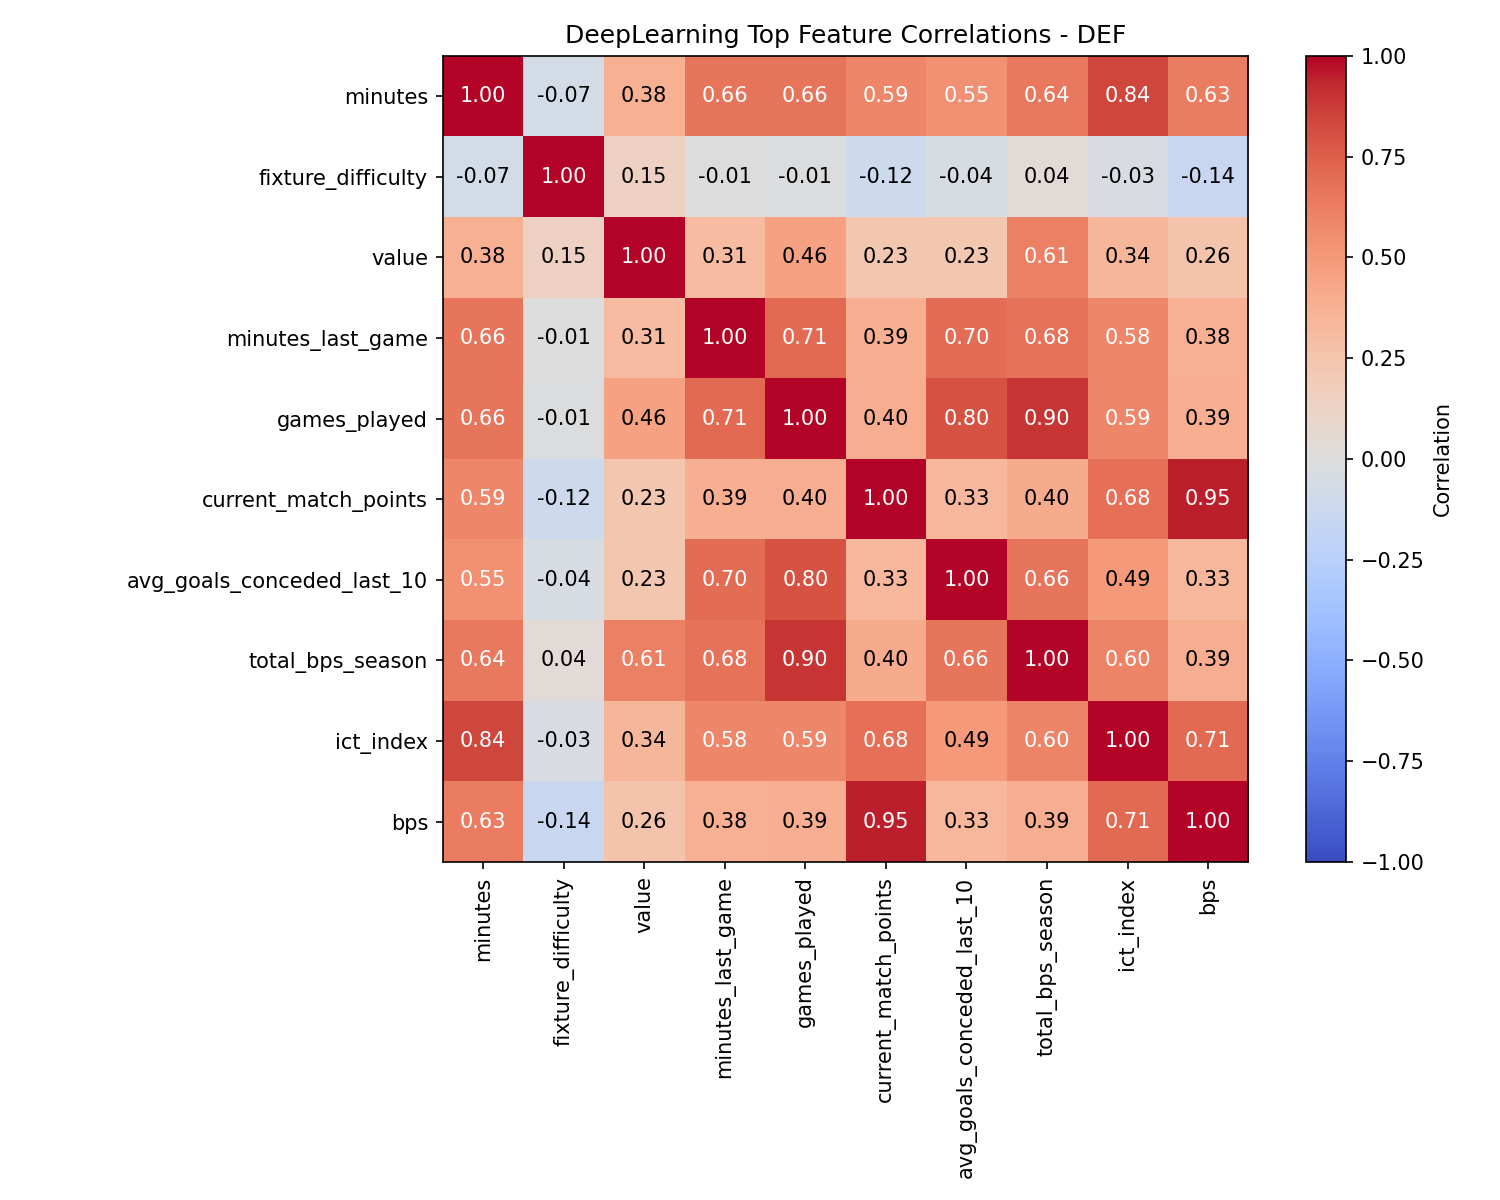 DeepLearning Top Feature Correlations - DEF
minutes 1.00 -0.07 0.38 0.66 0.66 0.59 0.55 0.64 0.84 0.63
fixture_difficulty -0.07 1.00 0.15 -0.01 -0.01 -0.12 -0.04 0.04 -0.03 -0.14
value 0.38 0.15 1.00 0.31 0.46 0.23 0.23 0.61 0.34 0.26
minutes_last_game 0.66 -0.01 0.31 1.00 0.71 0.39 0.70 0.68 0.58 0.38
games_played 0.66 -0.01 0.46 0.71 1.00 0.40 0.80 0.90 0.59 0.39
current_match_points 0.59 -0.12 0.23 0.39 0.40 1.00 0.33 0.40 0.68 0.95
avg_goals_conceded_last_10 0.55 -0.04 0.23 0.70 0.80 0.33 1.00 0.66 0.49 0.33
total_bps_season 0.64 0.04 0.61 0.68 0.90 0.40 0.66 1.00 0.60 0.39
ict_index 0.84 -0.03 0.34 0.58 0.59 0.68 0.49 0.60 1.00 0.71
bps 0.63 -0.14 0.26 0.38 0.39 0.95 0.33 0.39 0.71 1.00
minutes
fixture_difficulty
value
minutes_last_game
games_played
current_match_points
avg_goals_conceded_last_10
total_bps_season
ict_index
bps
1.00
0.75
0.50
0.25
0.00
−0.25
−0.50
−0.75
−1.00
Correlation